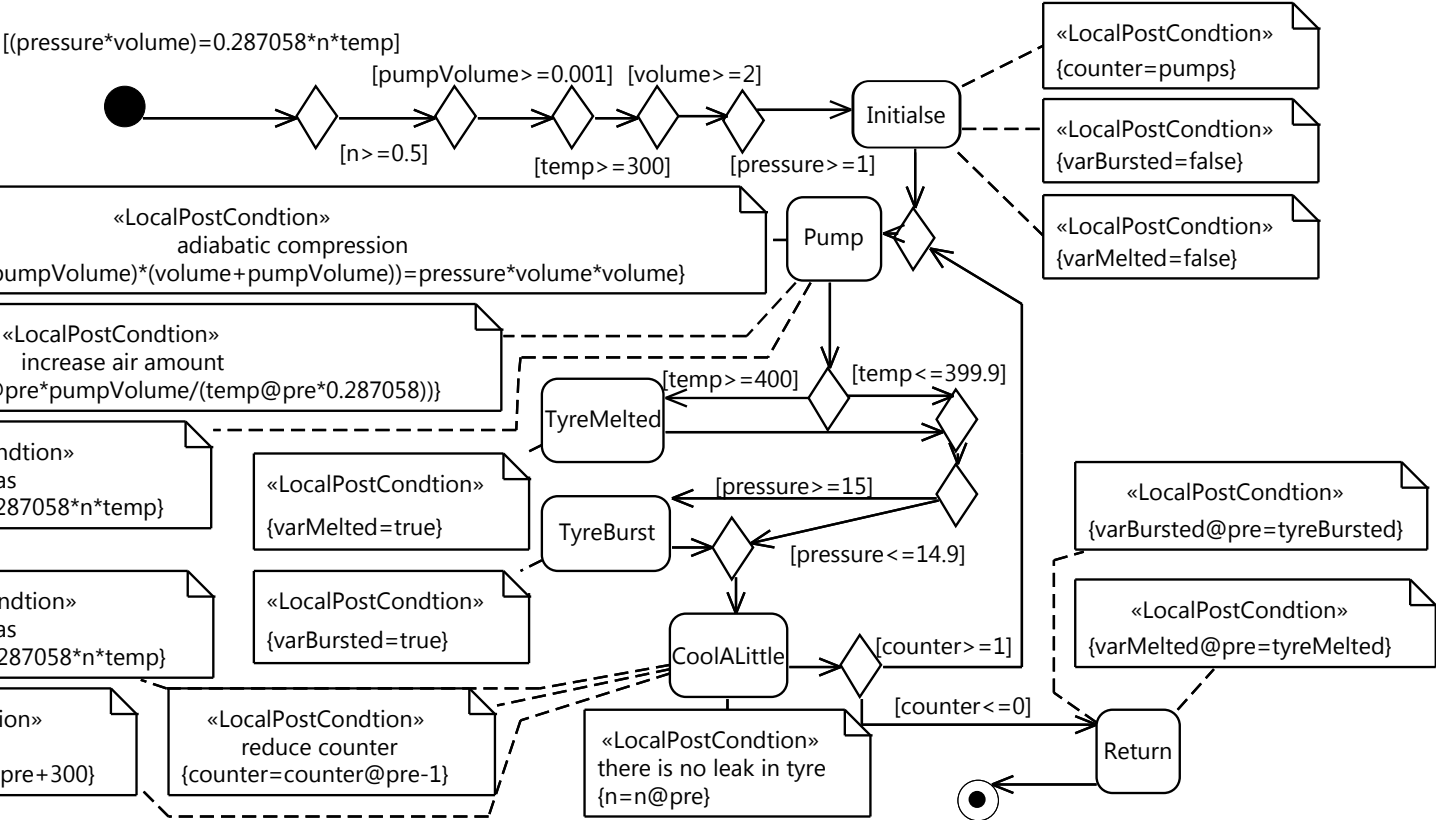 [((pressure*volume)=0.287058*n*temp]
[n>=0.5]
[pumpVolume>=0.001]
[temp>=300]
[volume>=2]
[pressure>=1]
Initialse
«LocalPostCondtion»
{counter=pumps}
«LocalPostCondtion»
{varBursted=false}
«LocalPostCondtion»
{varMelted=false}
«LocalPostCondtion»
adiabatic compression
pumpVolume)*(volume+pumpVolume))=pressure*volume*volume}
Pump
«LocalPostCondtion»
increase air amount
@pre*pumpVolume/(temp@pre*0.287058))}
[temp>=400]
[temp<=399.9]
TyreMelted
ndtion»
as
.287058*n*temp}
«LocalPostCondtion»
{varMelted=true}
[pressure>=15]
TyreBurst
[pressure<=14.9]
«LocalPostCondtion»
{varBursted@pre=tyreBursted}
ndtion»
as
287058*n*temp}
«LocalPostCondtion»
{varBursted=true}
«LocalPostCondtion»
{varMelted@pre=tyreMelted}
CoolALittle
[counter>=1]
[counter<=0]
ion»
pre+300}
«LocalPostCondtion»
reduce counter
{counter=counter@pre-1}
«LocalPostCondtion»
there is no leak in tyre
{n=n@pre}
Return